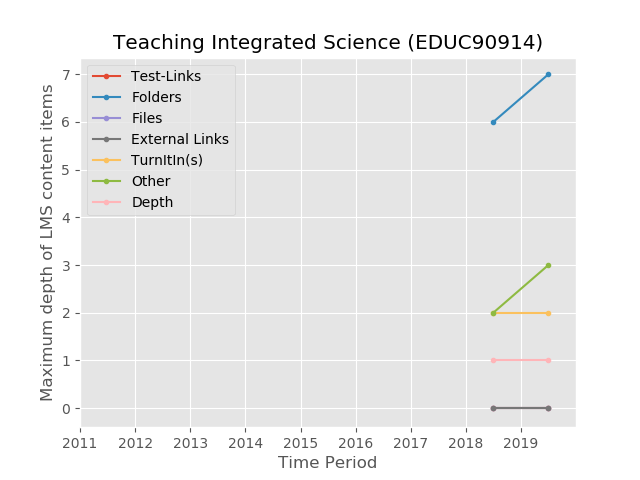 Teaching Integrated Science (EDUC90914)
Maximum depth of LMS content items
7
6
5
4
3
2
1
0
Test-Links
Folders
Files
External Links
TurnItIn(s)
Other
Depth
2011 2012 2013 2014 2015 2016 2017 2018 2019
Time Period